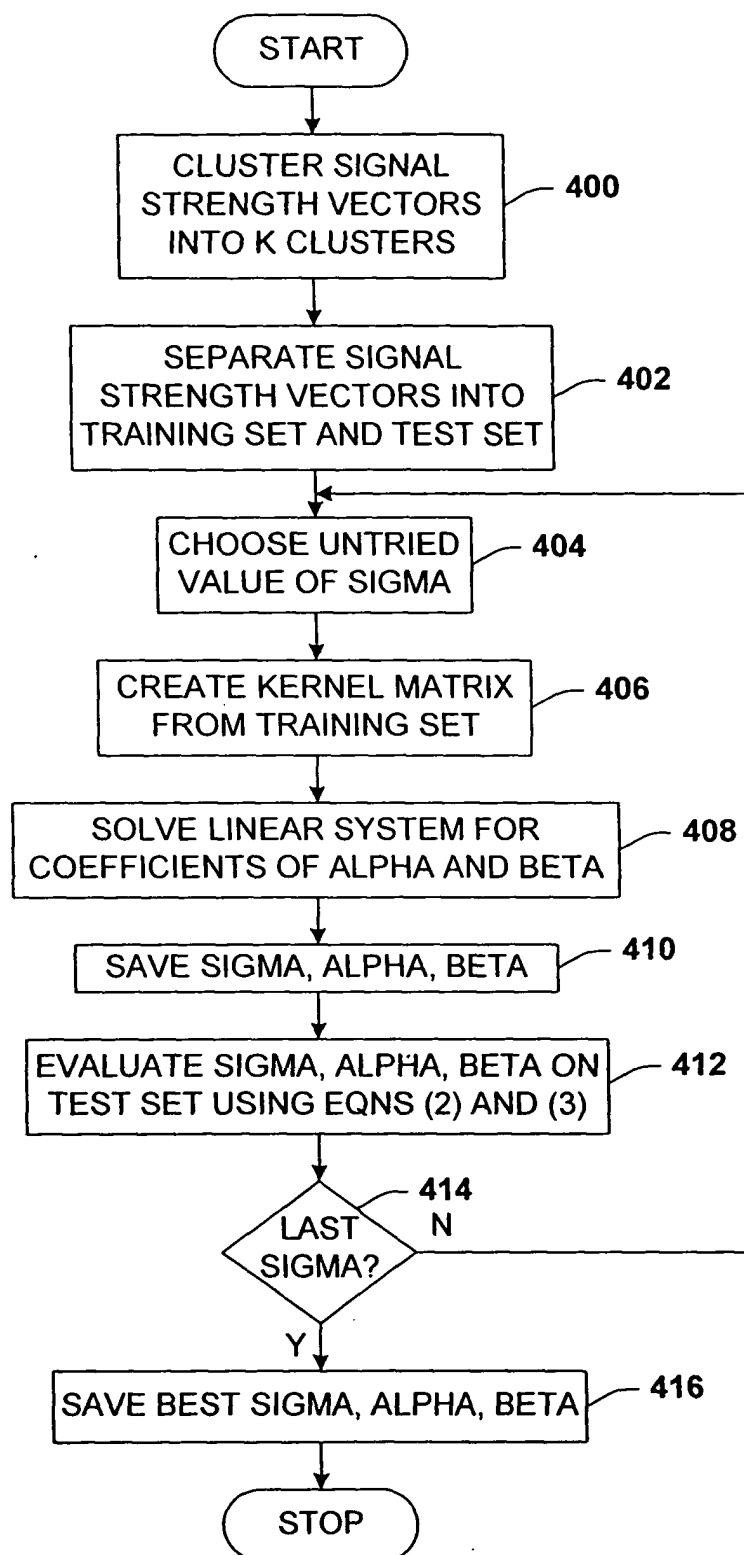 START
CLUSTER SIGNAL
STRENGTH VECTORS
INTO K CLUSTERS
400
SEPARATE SIGNAL
STRENGTH VECTORS INTO
TRAINING SET AND TEST SET
402
CHOOSE UNTRIED
VALUE OF SIGMA
404
CREATE KERNEL MATRIX
FROM TRAINING SET
406
SOLVE LINEAR SYSTEM FOR
COEFFICIENTS OF ALPHA AND BETA
408
SAVE SIGMA, ALPHA, BETA
410
EVALUATE SIGMA, ALPHA, BETA ON
TEST SET USING EQNS (2) AND (3)
412
414
LAST
SIGMA?
N
Y
SAVE BEST SIGMA, ALPHA, BETA
416
STOP